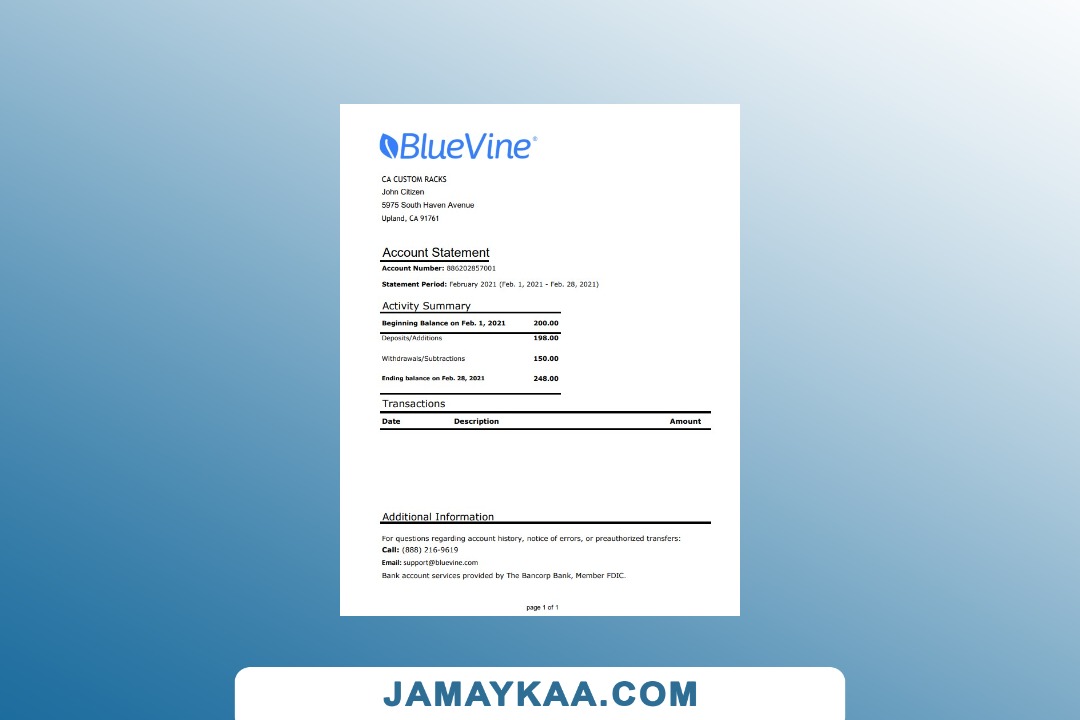 BlueVine®
CA CUSTOM RACKS
John Citizen
5975 South Haven Avenue
Upland, CA 91761
Account Statement
Account Number: 886202857001
Statement Period: February 2021 (Feb. 1, 2021 - Feb. 28, 2021)
Activity Summary
Beginning Balance on Feb. 1, 2021 200.00
Deposits/Additions 198.00
Withdrawals/Subtractions 150.00
Ending balance on Feb. 28, 2021 248.00
Transactions
Date Description Amount
Additional Information
For questions regarding account history, notice of errors, or preauthorized transfers:
Call: (888) 216-9619
Email: support@bluevine.com
Bank account services provided by The Bancorp Bank, Member FDIC.
page 1 of 1
JAMAYKAA.COM